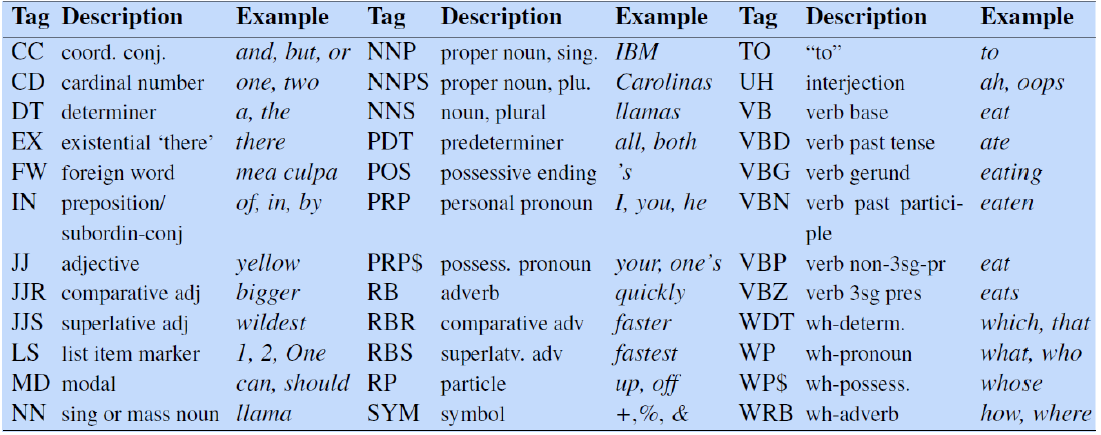 Tag Description Example Tag Description Example Tag Description Example
CC coord. conj. and, but, or NNP proper noun, sing. IBM TO “to” to
CD cardinal number one, two NNPS proper noun, plu. Carolinas UH interjection ah, oops
DT determiner a, the NNS noun, plural llamas VB verb base eat
EX existential ‘there’ there PDT predeterminer all, both VBD verb past tense ate
FW foreign word mea culpa POS possessive ending ’s VBG verb gerund eating
IN preposition/ of, in, by PRP personal pronoun I, you, he VBN verb past partici- eaten
subordin-conj ple
JJ adjective yellow PRP$ possess. pronoun your, one’s VBP verb non-3sg-pr eat
JJR comparative adj bigger RB adverb quickly VBZ verb 3sg pres eats
JJS superlative adj wildest RBR comparative adv faster WDT wh-determ. which, that
LS list item marker 1, 2, One RBS superlatv. adv fastest WP wh-pronoun what, who
MD modal can, should RP particle up, off WP$ wh-possess. whose
NN sing or mass noun llama SYM symbol +,%, & WRB wh-adverb how, where